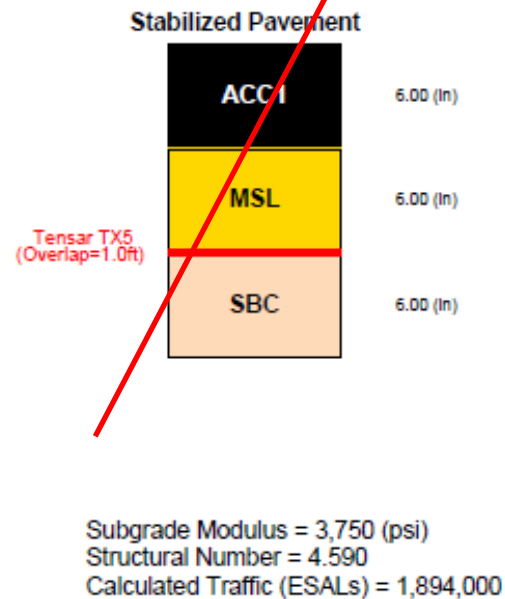 Stabilized Pavement
ACC1
6.00 (in)
MSL
6.00 (in)
Tensar TX5
(Overlap=1.0ft)
SBC
6.00 (in)
Subgrade Modulus = 3,750 (psi)
Structural Number = 4.590
Calculated Traffic (ESALs) = 1,894,000